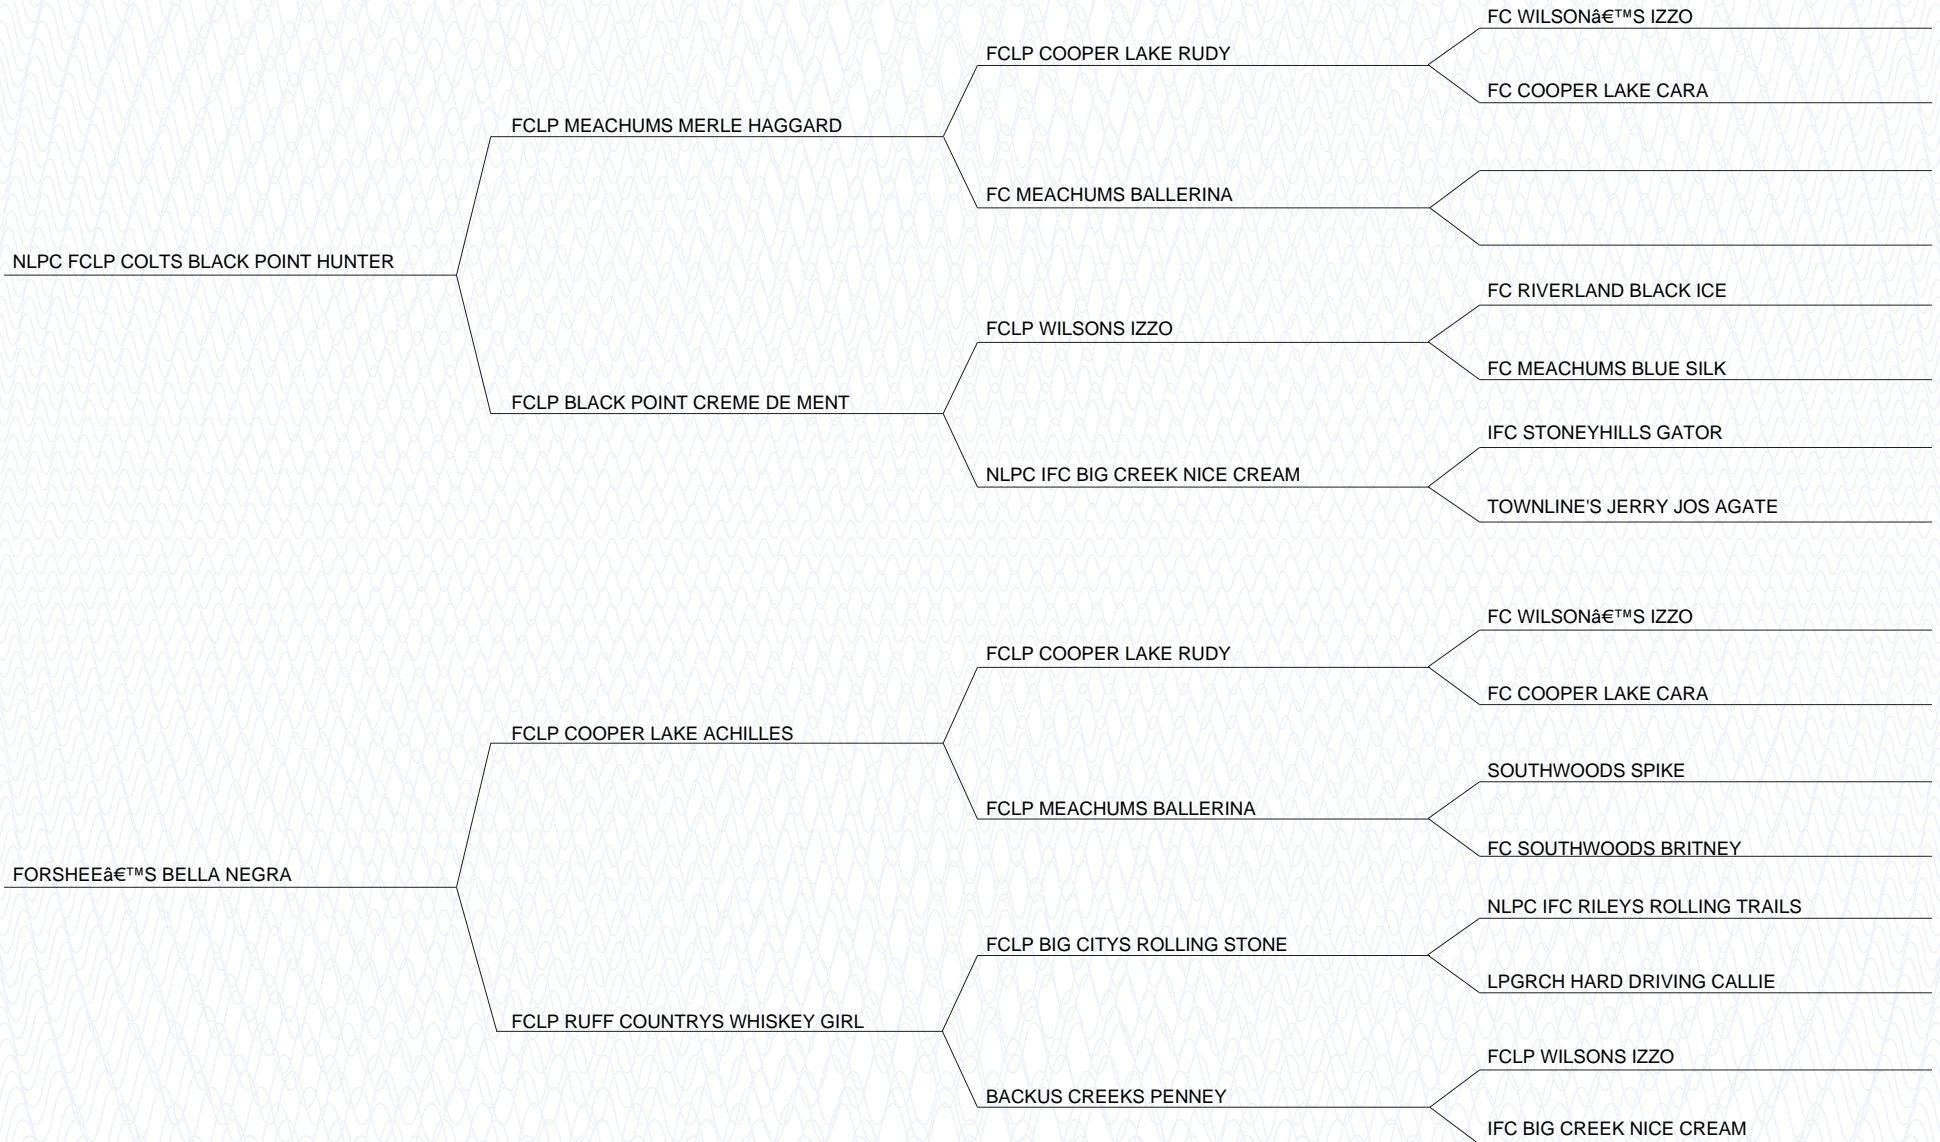 FC WILSONâ€™S IZZO
FCLP COOPER LAKE RUDY
FC COOPER LAKE CARA
FCLP MEACHUMS MERLE HAGGARD
FC MEACHUMS BALLERINA
NLPC FCLP COLTS BLACK POINT HUNTER
FC RIVERLAND BLACK ICE
FCLP WILSONS IZZO
FC MEACHUMS BLUE SILK
FCLP BLACK POINT CREME DE MENT
IFC STONEYHILLS GATOR
NLPC IFC BIG CREEK NICE CREAM
TOWNLINE'S JERRY JOS AGATE
FC WILSONâ€™S IZZO
FCLP COOPER LAKE RUDY
FC COOPER LAKE CARA
FCLP COOPER LAKE ACHILLES
SOUTHWOODS SPIKE
FCLP MEACHUMS BALLERINA
FC SOUTHWOODS BRITNEY
FORSHEEâ€™S BELLA NEGRA
NLPC IFC RILEYS ROLLING TRAILS
FCLP BIG CITYS ROLLING STONE
LPGRCH HARD DRIVING CALLIE
FCLP RUFF COUNTRYS WHISKEY GIRL
FCLP WILSONS IZZO
BACKUS CREEKS PENNEY
IFC BIG CREEK NICE CREAM